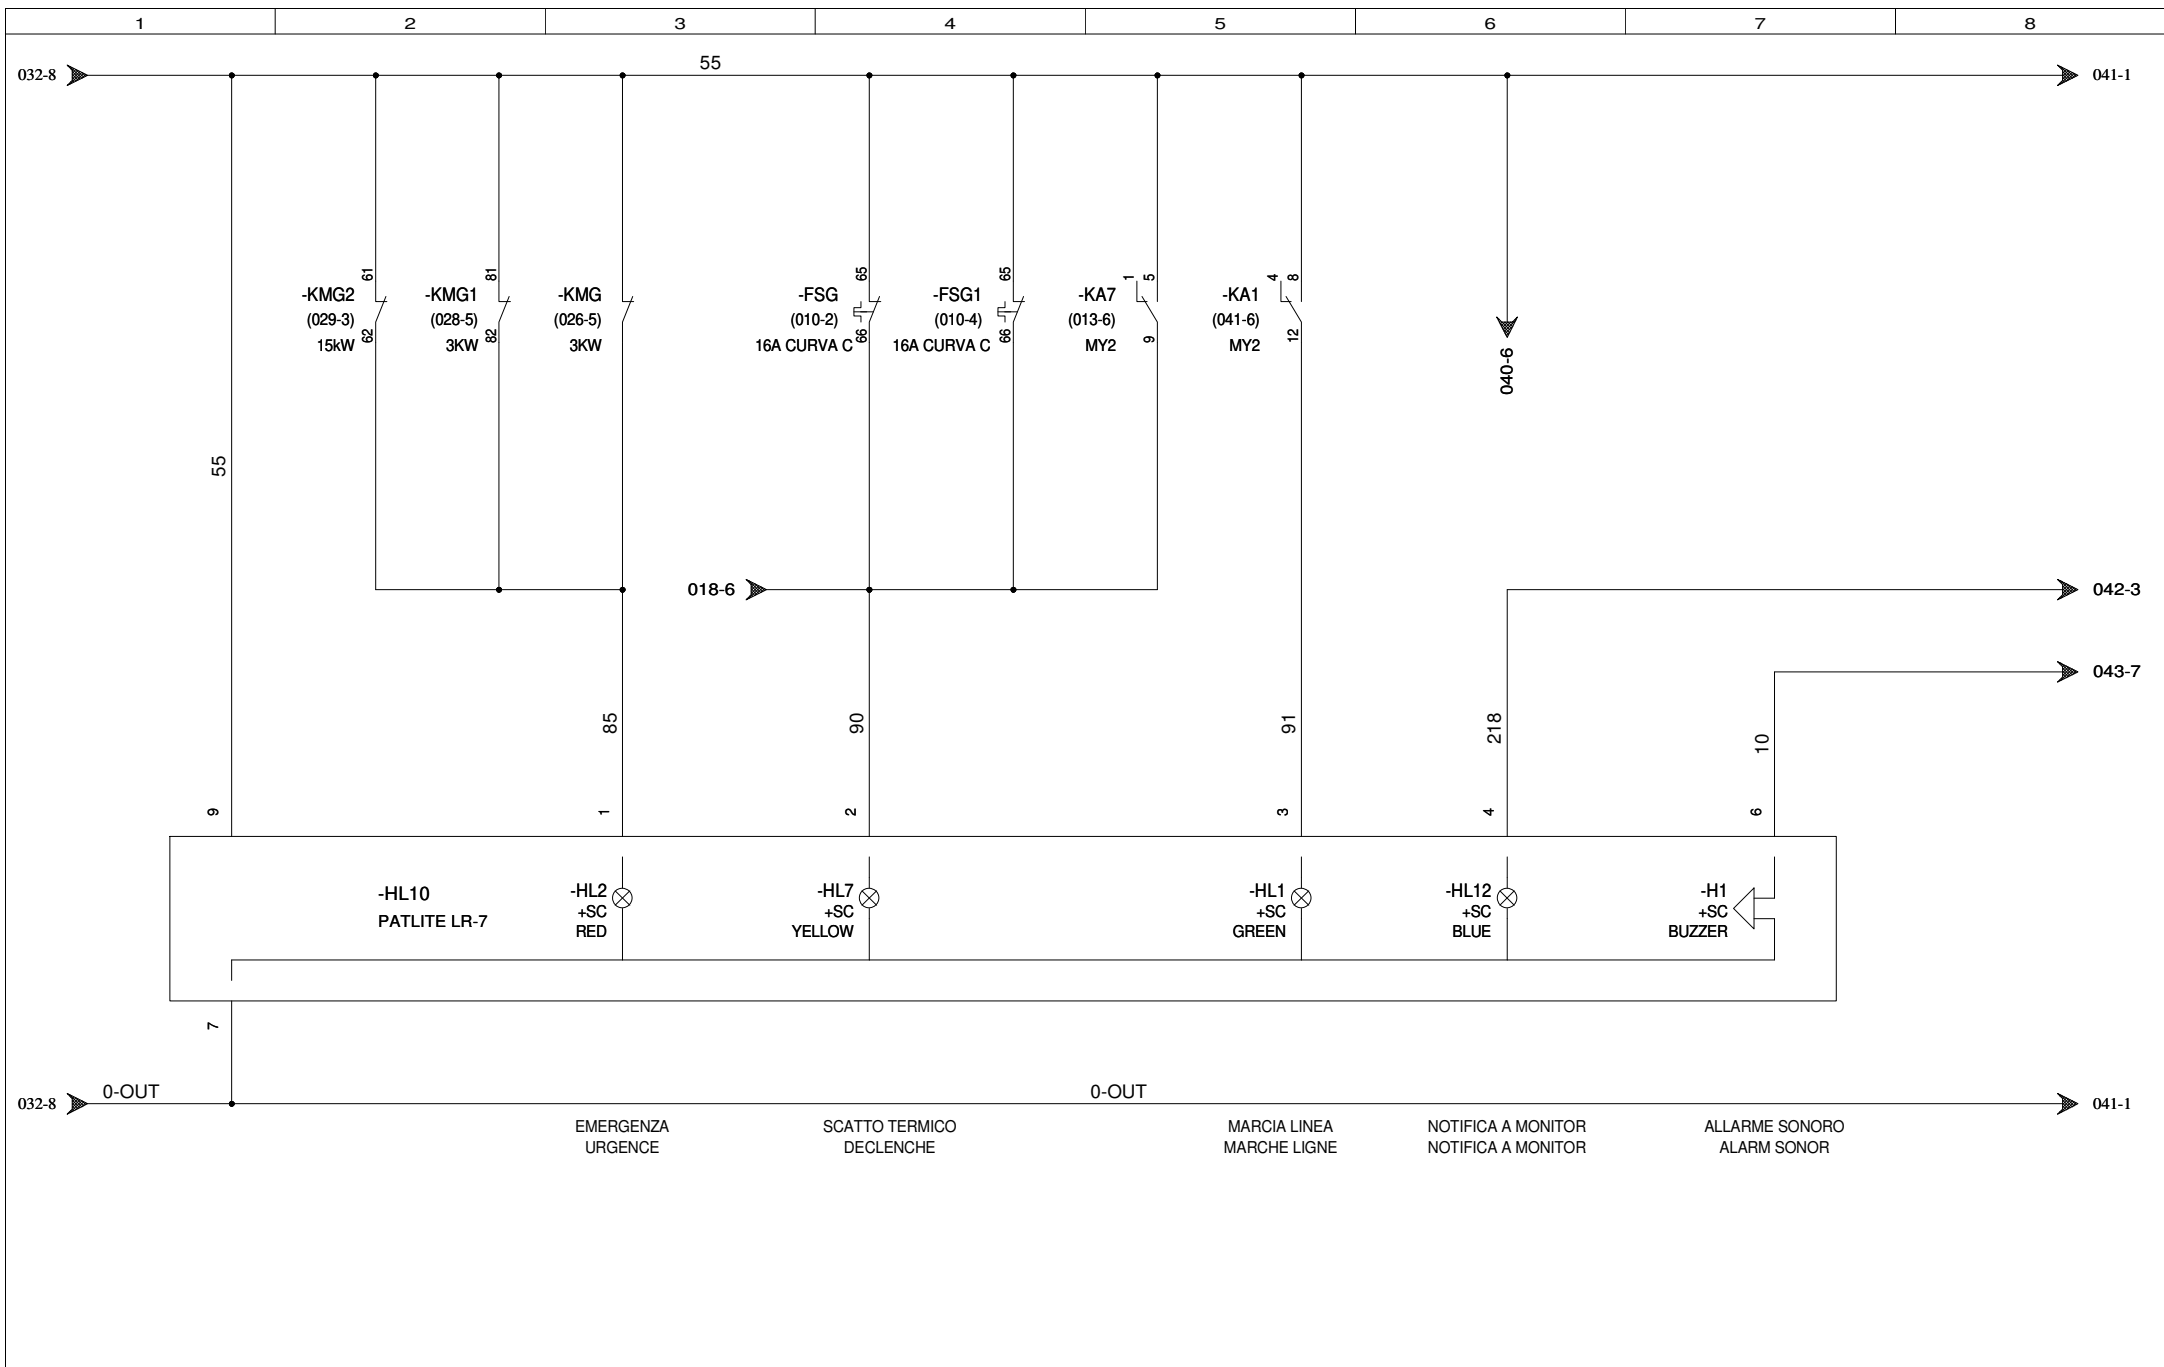 1 2 3 4 5 6 7 8
032-8 55 041-1
61 81 65 65 1 5 4 8
-KMG2 -KMG1 -KMG -FSG -FSG1 -KA7 -KA1
(029-3) (028-5) (026-5) (010-2) (010-4) (013-6) (041-6)
62 82 66 66 9 12
15kW 3KW 3KW 16A CURVA C 16A CURVA C MY2 MY2
040-6
55
018-6 042-3
043-7
85 90 91 218 10
9 1 2 3 4 6
-HL10 -HL2 -HL7 -HL1 -HL12 -H1
PATLITE LR-7 +SC +SC +SC +SC +SC
RED YELLOW GREEN BLUE BUZZER
7
032-8 0-OUT 0-OUT 041-1
EMERGENZA SCATTO TERMICO MARCIA LINEA NOTIFICA A MONITOR ALLARME SONORO
URGENCE DECLENCHE MARCHE LIGNE NOTIFICA A MONITOR ALARM SONOR